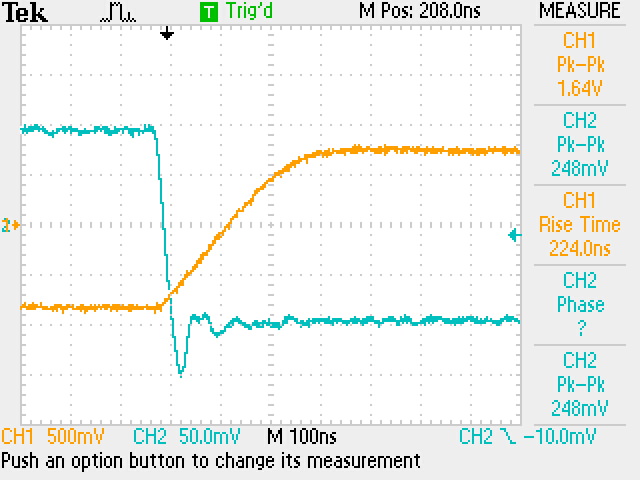 Tek T Trig'd M Pos: 208.0ns MEASURE
CH1
Pk-Pk
1.64V
CH2
Pk-Pk
248mV
CH1
Rise Time
224.0ns
CH2
Phase
?
CH2
Pk-Pk
248mV
2
CH1 500mV CH2 50.0mV M 100ns CH2 -10.0mV
Push an option button to change its measurement